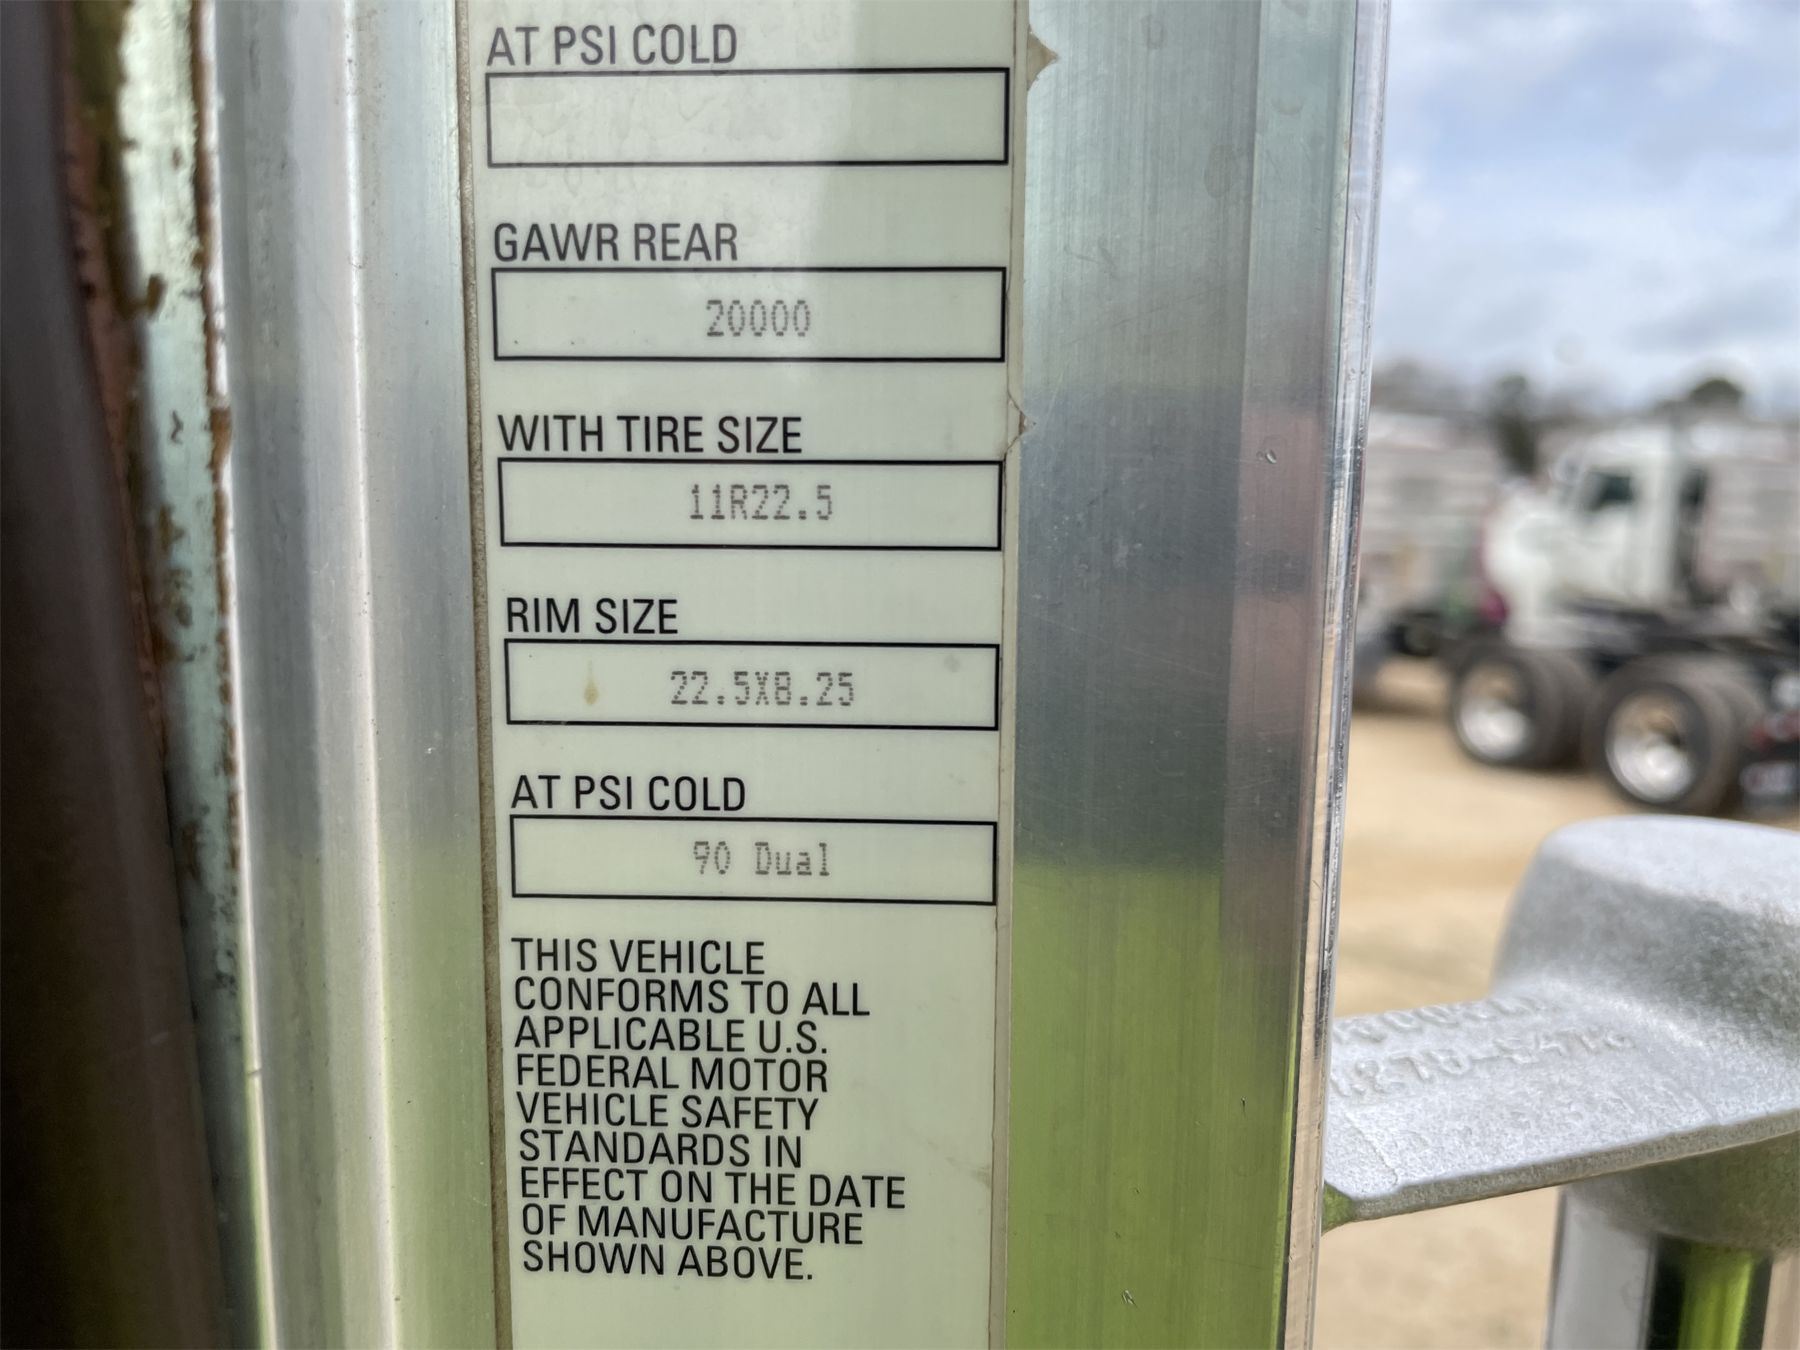 AT PSI COLD
GAWR REAR
20000
WITH TIRE SIZE
11R22.5
RIM SIZE
22.5X8.25
AT PSI COLD
90 Dual
THIS VEHICLE
CONFORMS TO ALL
APPLICABLE U.S.
FEDERAL MOTOR
VEHICLE SAFETY
STANDARDS IN
EFFECT ON THE DATE
OF MANUFACTURE
SHOWN ABOVE.